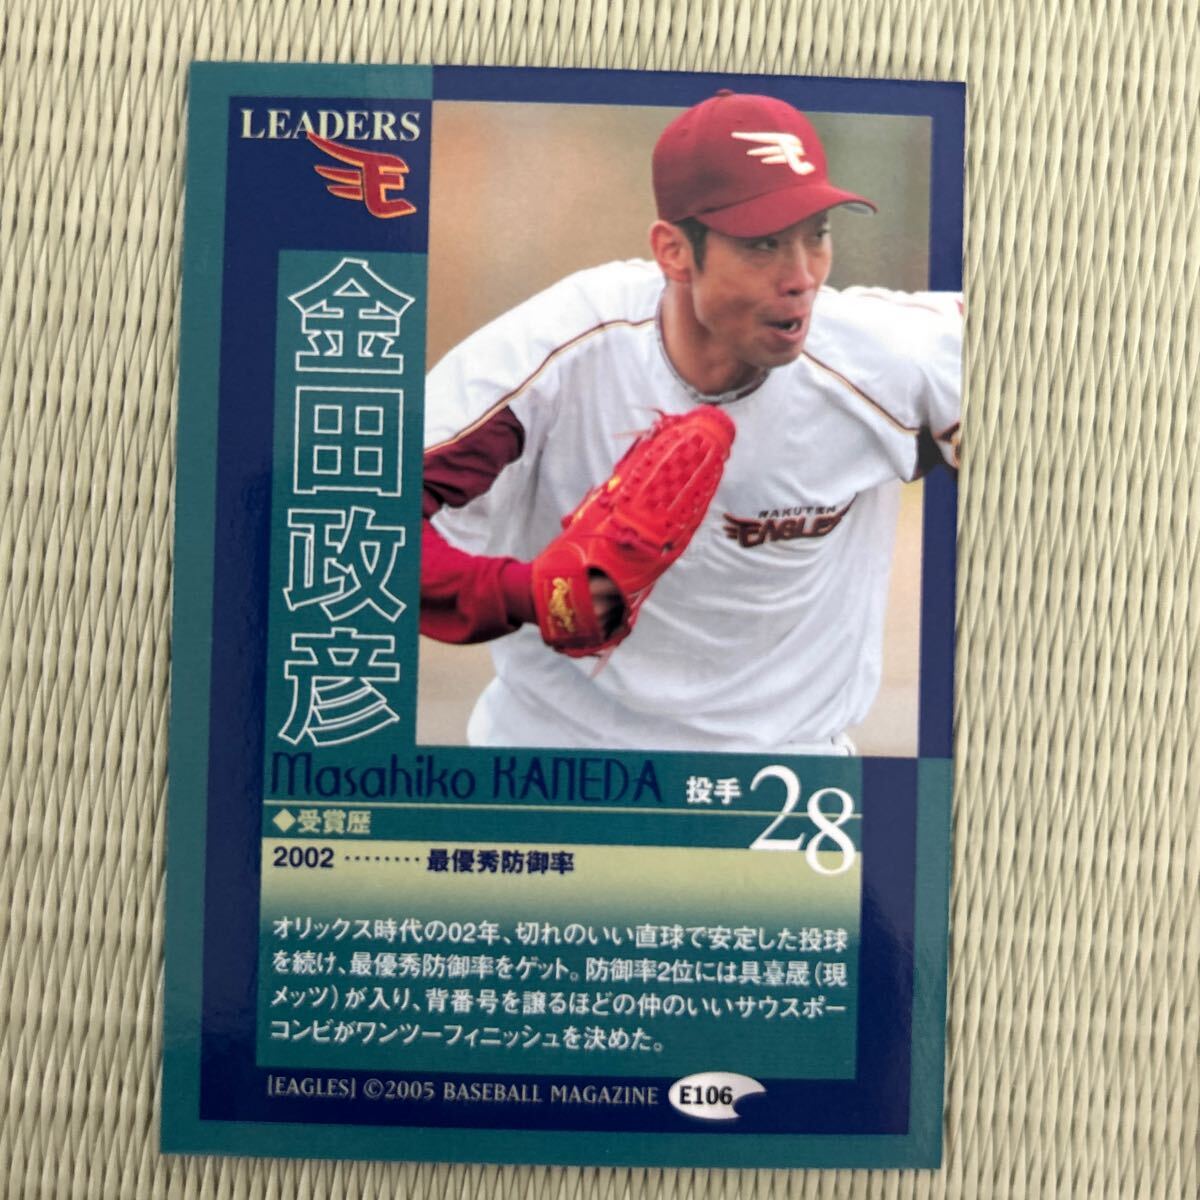 LEADERS
E
金田政彦
RAKUTEN
EAGLES
Masahiko KANEDA
投手
28
◆受賞歴
2002 ‥‥‥‥ 最優秀防御率
オリックス時代の02年、切れのいい直球で安定した投球
を続け、最優秀防御率をゲット。防御率2位には具臺晟（現
メッツ）が入り、背番号を譲るほどの仲のいいサウスポー
コンビがワンツーフィニッシュを決めた。
[EAGLES] ©2005 BASEBALL MAGAZINE
E106